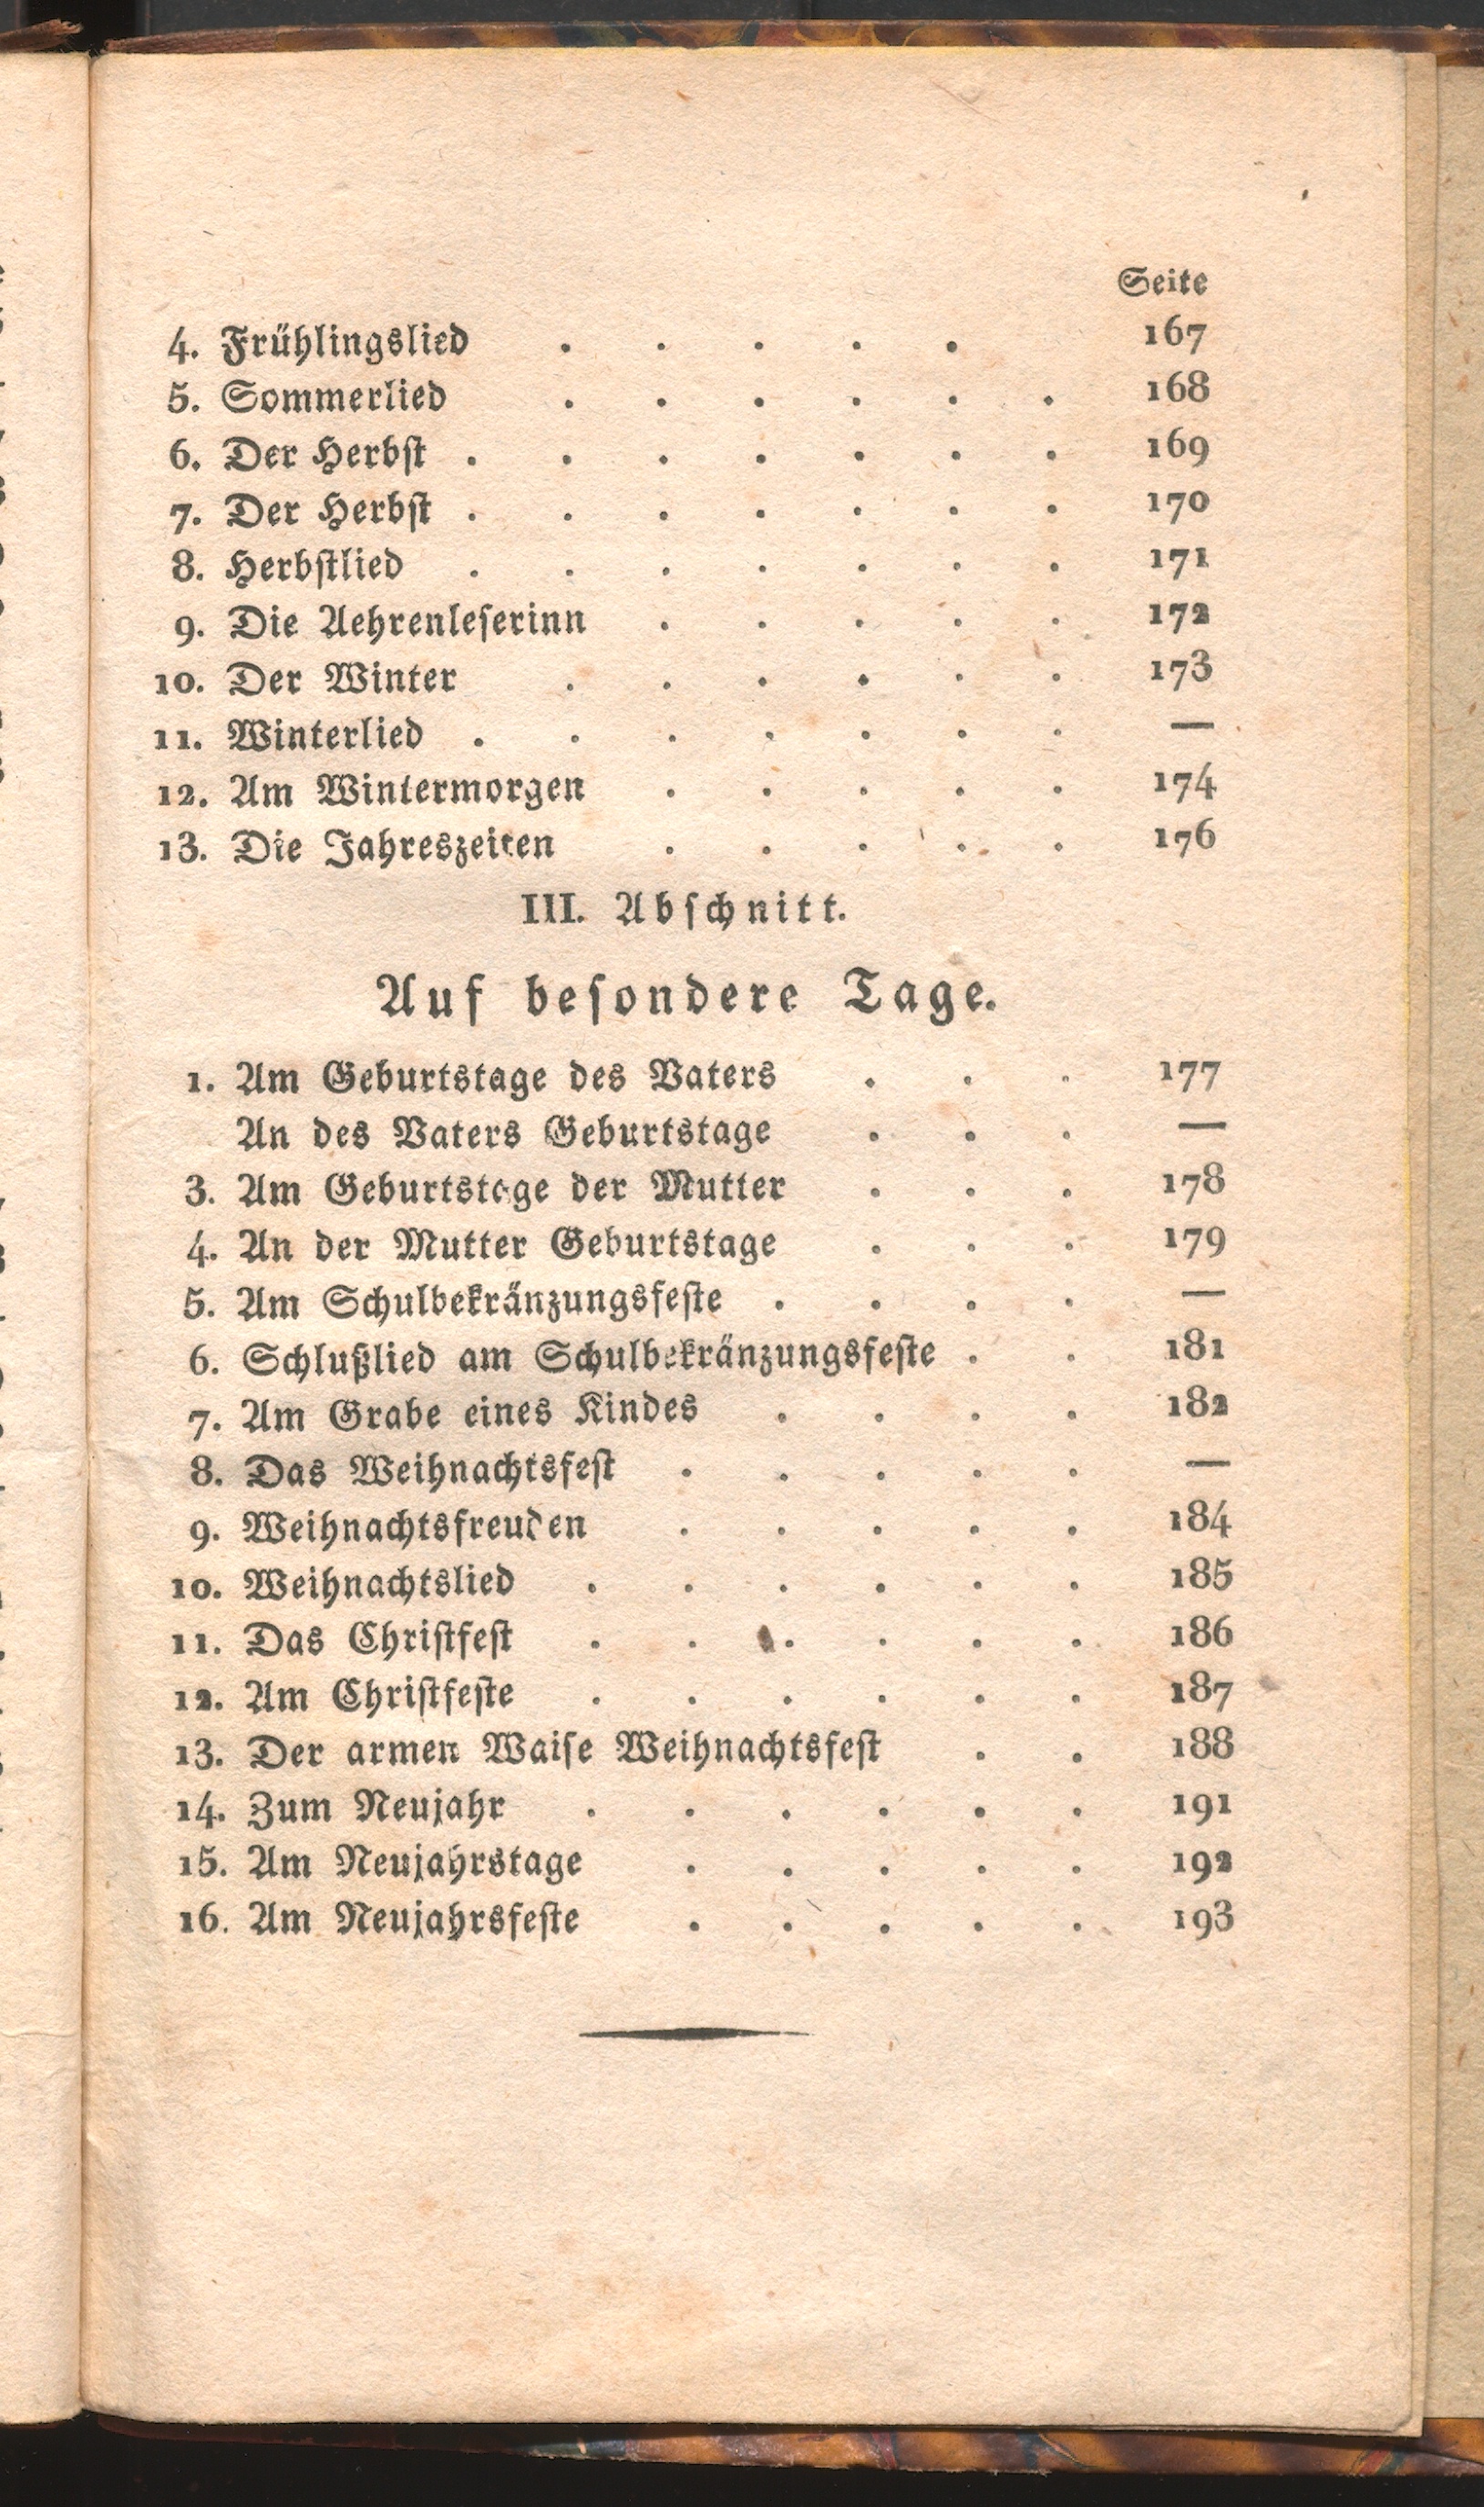 Seite
4. Frühlingslied . . . . . 167
5. Sommerlied . . . . . . 168
6. Der Herbſt . . . . . . . 169
7. Der Herbſt . . . . . . . 170
8. Herbſtlied . . . . . . . 171
9. Die Aehrenleſerinn . . . . . 172
10. Der Winter . . . . . . 173
11. Winterlied . . . . . . . —
12. Am Wintermorgen . . . . . 174
13. Die Jahreszeiten . . . . . 176
III. Abſchnitt.
Auf beſondere Tage.
1. Am Geburtstage des Vaters . . . 177
An des Vaters Geburtstage . . . —
3. Am Geburtstage der Mutter . . . 178
4. An der Mutter Geburtstage . . . 179
5. Am Schulbekränzungsfeſte . . . . —
6. Schlußlied am Schulbekränzungsfeſte . . 181
7. Am Grabe eines Kindes . . . . 182
8. Das Weihnachtsfeſt . . . . . —
9. Weihnachtsfreuden . . . . . 184
10. Weihnachtslied . . . . . . 185
11. Das Chriſtfeſt . . . . . . 186
12. Am Chriſtfeſte . . . . . . 187
13. Der armen Waiſe Weihnachtsfeſt . . 188
14. Zum Neujahr . . . . . . 191
15. Am Neujahrstage . . . . . 192
16. Am Neujahrsfeſte . . . . . 193